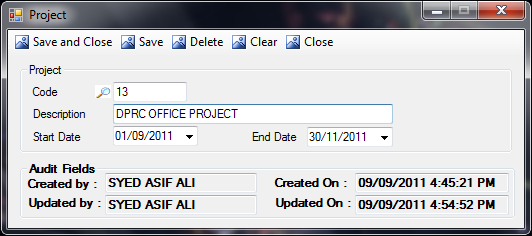 Project
Save and Close Save Delete Clear Close
Project
Code 13
Description DPRC OFFICE PROJECT
Start Date 01/09/2011 End Date 30/11/2011
Audit Fields
Created by : SYED ASIF ALI Created On : 09/09/2011 4:45:21 PM
Updated by : SYED ASIF ALI Updated On : 09/09/2011 4:54:52 PM